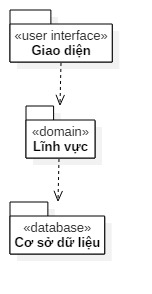 «user interface»
Giao diện
«domain»
Lĩnh vực
«database»
Cơ sở dữ liệu